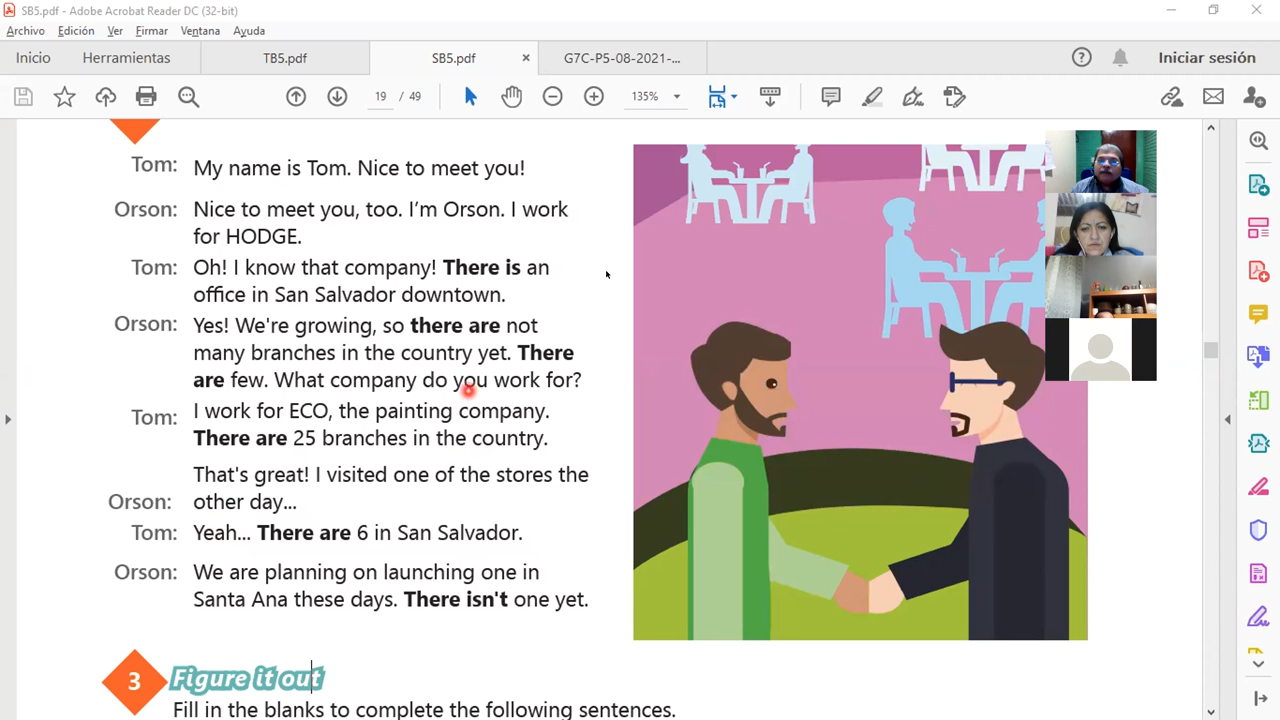 SB5.pdf - Adobe Acrobat Reader DC (32-bit)
Archivo Edición Ver Firmar Ventana Ayuda
Inicio Herramientas TB5.pdf SB5.pdf × G7C-P5-08-2021-... Iniciar sesión
19 / 49 135%
Tom: My name is Tom. Nice to meet you!
Orson: Nice to meet you, too. I'm Orson. I work
for HODGE.
Tom: Oh! I know that company! There is an
office in San Salvador downtown.
Orson: Yes! We're growing, so there are not
many branches in the country yet. There
are few. What company do you work for?
Tom: I work for ECO, the painting company.
There are 25 branches in the country.
That's great! I visited one of the stores the
Orson: other day...
Tom: Yeah... There are 6 in San Salvador.
Orson: We are planning on launching one in
Santa Ana these days. There isn't one yet.
3 Figure it out
Fill in the blanks to complete the following sentences.